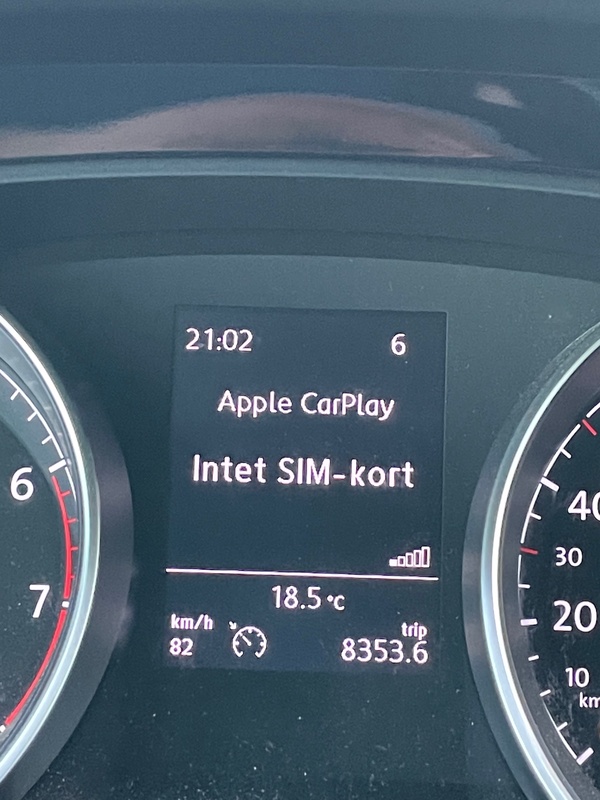 21:02 6
Apple CarPlay
Intet SIM-kort
18.5°C
km/h
82
trip
8353.6
6
7
30
20
10